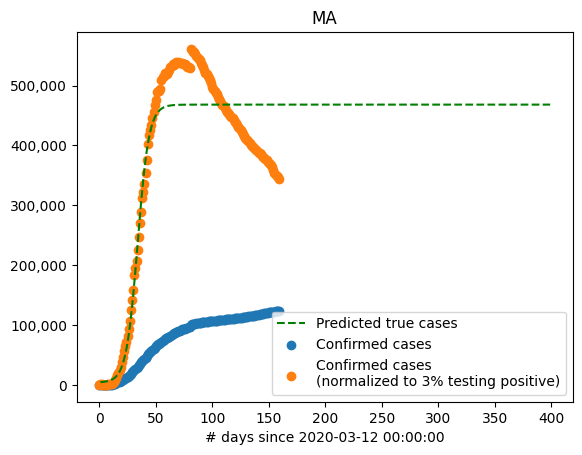 MA
500,000
400,000
300,000
200,000
100,000
0
Predicted true cases
Confirmed cases
Confirmed cases
(normalized to 3% testing positive)
0 50 100 150 200 250 300 350 400
# days since 2020-03-12 00:00:00